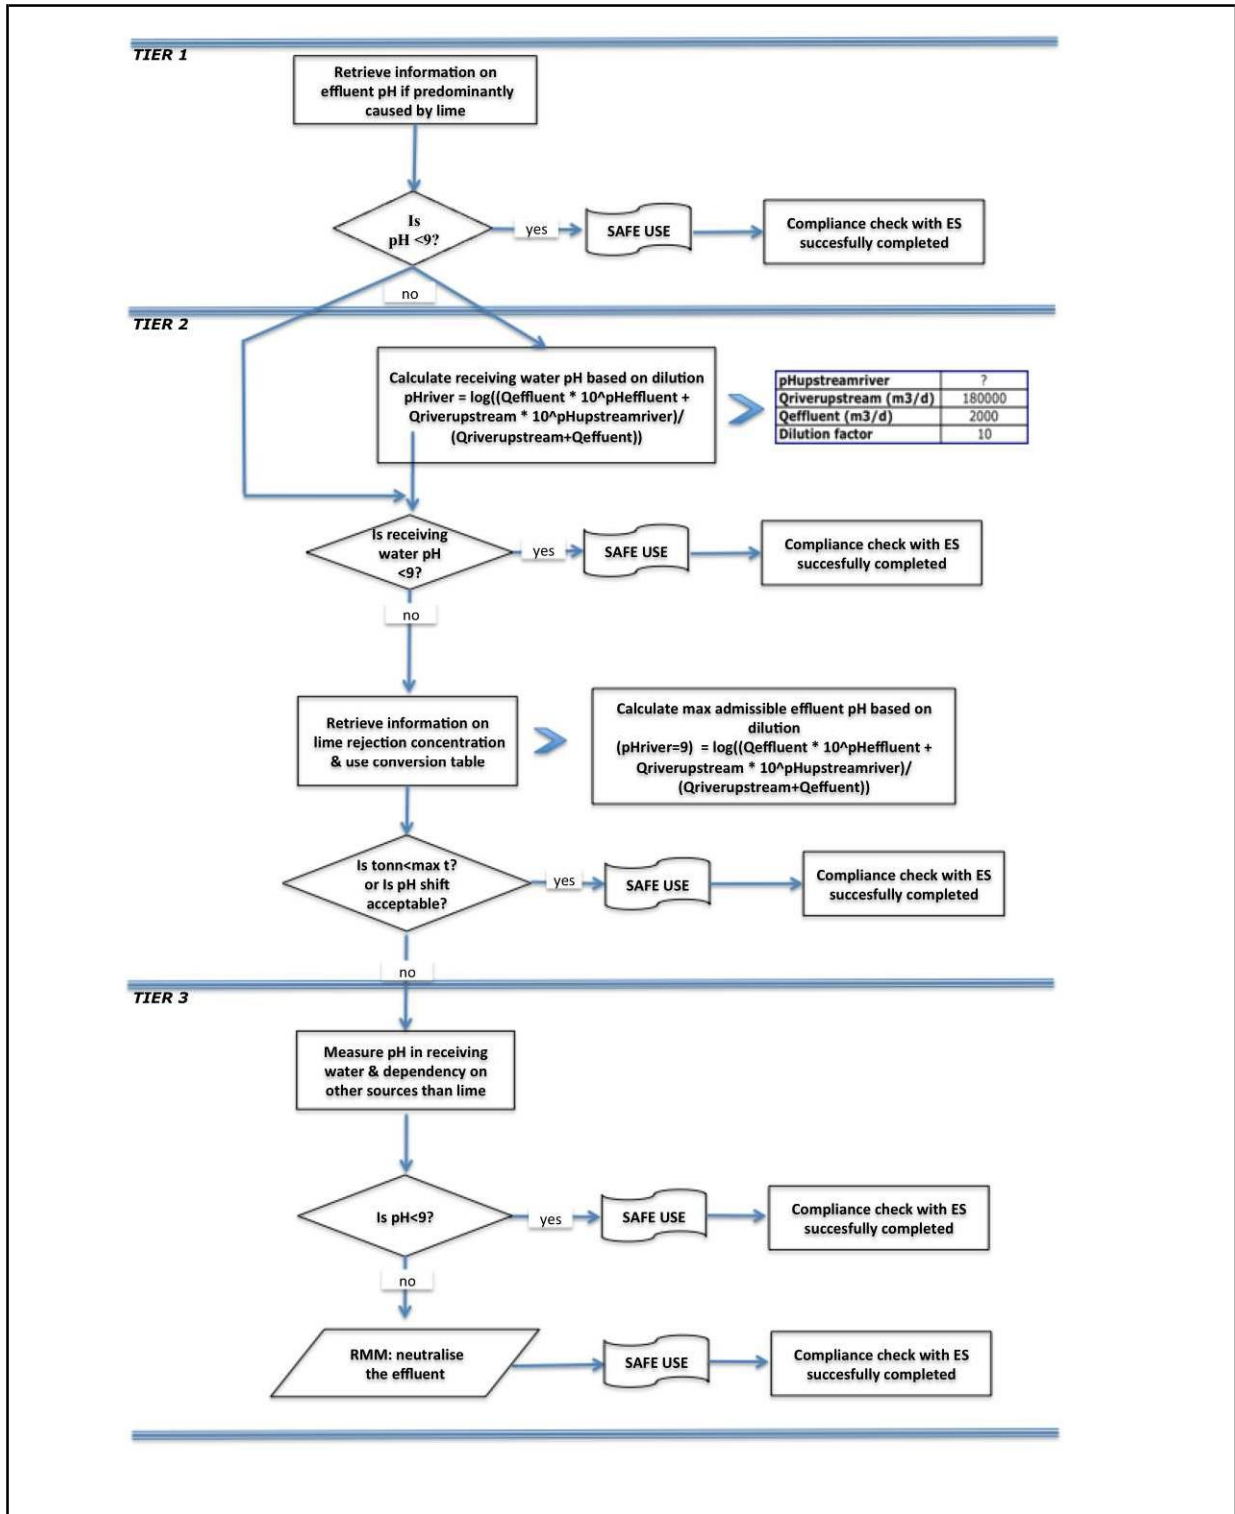 TIER 1
Retrieve information on
effluent pH if predominantly
caused by lime
Is
pH <9?
yes
SAFE USE
Compliance check with ES
succesfully completed
no
TIER 2
Calculate receiving water pH based on dilution
pHriver = log((Qeffluent * 10^pHeffluent +
Qriverupstream * 10^pHupstreamriver)/
(Qriverupstream+Qeffuent))
pHupstreamriver ?
Qriverupstream (m3/d) 180000
Qeffluent (m3/d) 2000
Dilution factor 10
Is receiving
water pH
<9?
yes
SAFE USE
Compliance check with ES
succesfully completed
no
Retrieve information on
lime rejection concentration
& use conversion table
Calculate max admissible effluent pH based on
dilution
(pHriver=9) = log((Qeffluent * 10^pHeffluent +
Qriverupstream * 10^pHupstreamriver)/
(Qriverupstream+Qeffuent))
Is tonn<max t?
or Is pH shift
acceptable?
yes
SAFE USE
Compliance check with ES
succesfully completed
no
TIER 3
Measure pH in receiving
water & dependency on
other sources than lime
Is pH<9?
yes
SAFE USE
Compliance check with ES
succesfully completed
no
RMM: neutralise
the effluent
SAFE USE
Compliance check with ES
succesfully completed